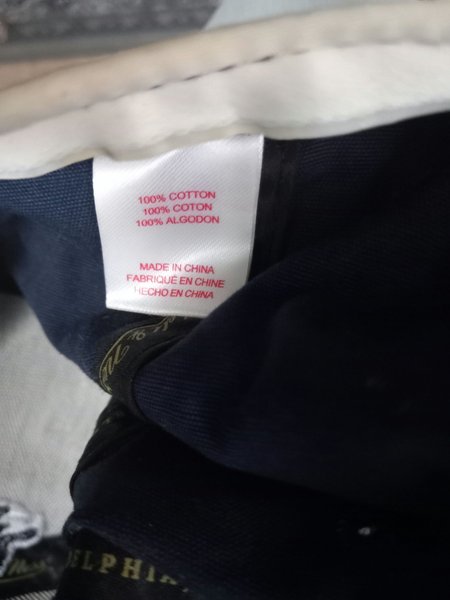 100% COTTON
100% COTON
100% ALGODON
MADE IN CHINA
FABRIQUÉ EN CHINE
HECHO EN CHINA